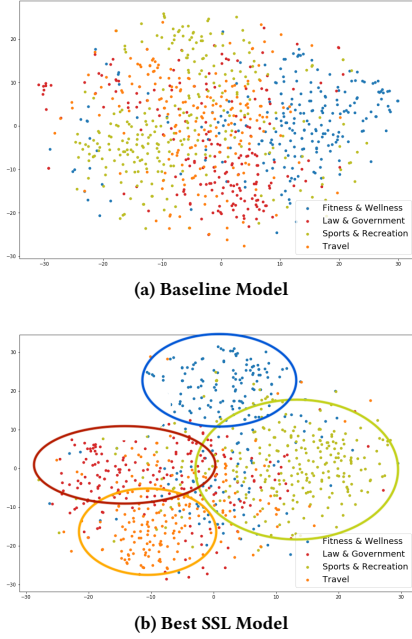 20
10
0
-10
-20
-30
-30 -20 -10 0 10 20 30
Fitness & Wellness
Law & Government
Sports & Recreation
Travel
(a) Baseline Model
30
20
10
0
-10
-20
-30
-30 -20 -10 0 10 20 30
Fitness & Wellness
Law & Government
Sports & Recreation
Travel
(b) Best SSL Model